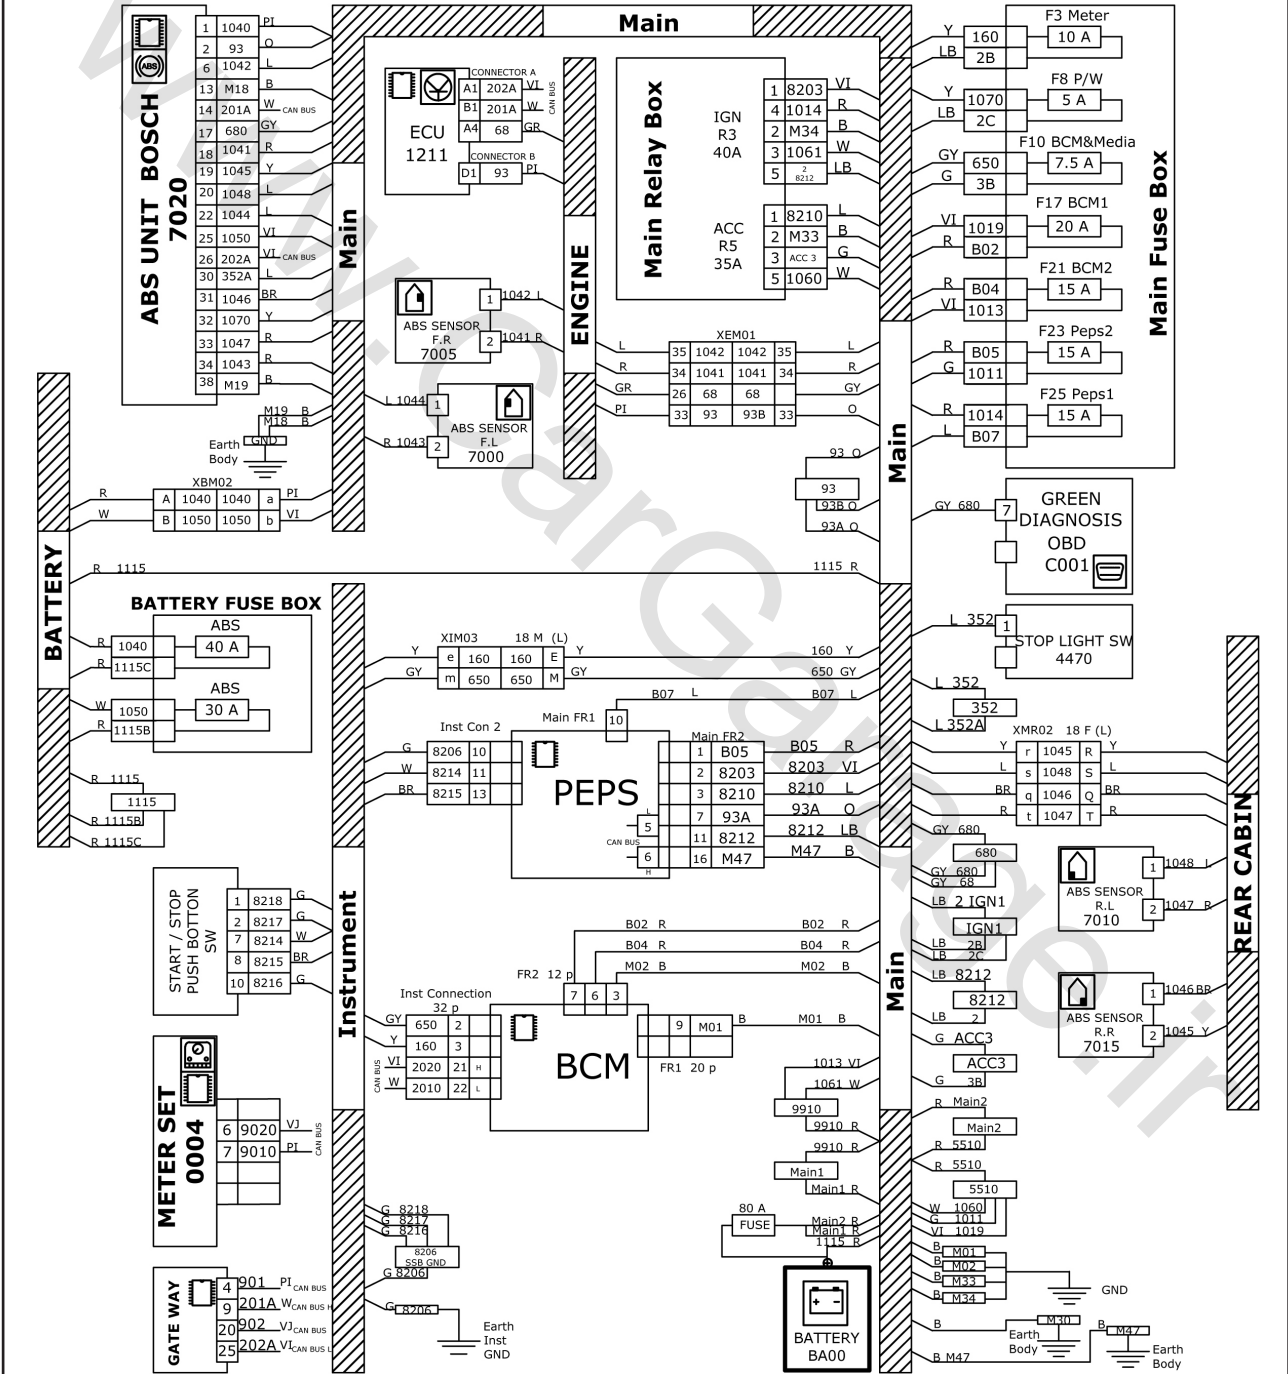 Main
ABS UNIT BOSCH
7020
ABS
1 1040 PI
2 93 O
6 1042 L
13 M18 B
14 201A W CAN BUS
17 680 GY
18 1041 R
19 1045 Y
20 1048 L
22 1044 L
25 1050 VI
26 202A VI CAN BUS
30 352A L
31 1046 BR
32 1070 Y
33 1047 R
34 1043 R
38 M19 B
M19 B
M18 B
GND
Earth
Body
XBM02
R A 1040 1040 a PI
W B 1050 1050 b VI
Main
ECU
1211
CONNECTOR A
A1 202A VI
B1 201A W
CAN BUS
A4 68 GR
CONNECTOR B
D1 93 PI
ABS SENSOR
F.R
7005
1 1042 L
2 1041 R
L 1044 1
R 1043 2
ABS SENSOR
F.L
7000
ENGINE
Main Relay Box
IGN
R3
40A
1 8203 VI
4 1014 R
2 M34 B
3 1061 W
5 2 8212 LB
ACC
R5
35A
1 8210 L
2 M33 B
3 ACC 3 G
5 1060 W
XEM01
L 35 1042 1042 35 L
R 34 1041 1041 34 R
GR 26 68 68 GY
PI 33 93 93B 33 O
93 O
93
93B O
93A O
Main
Main Fuse Box
F3 Meter
Y 160 10 A
LB 2B
F8 P/W
Y 1070 5 A
LB 2C
F10 BCM&Media
GY 650 7.5 A
G 3B
F17 BCM1
VI 1019 20 A
R B02
F21 BCM2
R B04 15 A
VI 1013
F23 Peps2
R B05 15 A
G 1011
F25 Peps1
R 1014 15 A
L B07
GY 680 7
GREEN
DIAGNOSIS
OBD
C001
L 352 1
STOP LIGHT SW
4470
L 352
352
L 352A
BATTERY
R 1115
1115 R
BATTERY FUSE BOX
ABS
R 1040 40 A
R 1115C
ABS
W 1050 30 A
R 1115B
R 1115
1115
R 1115B
R 1115C
XIM03 18 M (L)
Y e 160 160 E Y 160 Y
GY m 650 650 M GY 650 GY
B07 L B07 L
Main FR1 10
Inst Con 2
G 8206 10
W 8214 11
BR 8215 13
PEPS
Main FR2
1 B05 B05 R
2 8203 8203 VI
3 8210 8210 L
7 93A 93A O
11 8212 8212 LB
16 M47 M47 B
L
5
CAN BUS
6
H
XMR02 18 F (L)
Y r 1045 R Y
L s 1048 S L
BR q 1046 Q BR
R t 1047 T R
GY 680
680
GY 680
GY 68
LB 2 IGN1
IGN1
LB 2B
LB 2C
LB 8212
8212
LB 2
G ACC3
ACC3
G 3B
R Main2
Main2
R 5510
R 5510
5510
W 1060
G 1011
VI 1019
REAR CABIN
ABS SENSOR
R.L
7010
1 1048 L
2 1047 R
ABS SENSOR
R.R
7015
1 1046 BR
2 1045 Y
START / STOP
PUSH BOTTON
SW
1 8218 G
2 8217 G
7 8214 W
8 8215 BR
10 8216 G
Instrument
Main
B02 R B02 R
B04 R B04 R
M02 B M02 B
FR2 12 p
7 6 3
Inst Connection
32 p
GY 650 2
Y 160 3
VI 2020 21 H
W 2010 22 L
CAN BUS
BCM
9 M01 B M01 B
FR1 20 p
1013 VI
1061 W
9910
9910 R
9910 R
Main1
Main1 R
METER SET
0004
6 9020 VJ
7 9010 PI
CAN BUS
G 8218
G 8217
G 8216
8206
SSB GND
G 8206
G 8206
Earth
Inst
GND
80 A
FUSE
Main2 R
Main1 R
1115 R
BATTERY
BA00
B M01
B M02
B M33
B M34
GND
B M30
Earth
Body
B M47
B M47
Earth
Body
GATE WAY
4 901 PI CAN BUS
9 201A W CAN BUS H
20 902 VJ CAN BUS
25 202A VI CAN BUS L
www.CarGarage.ir